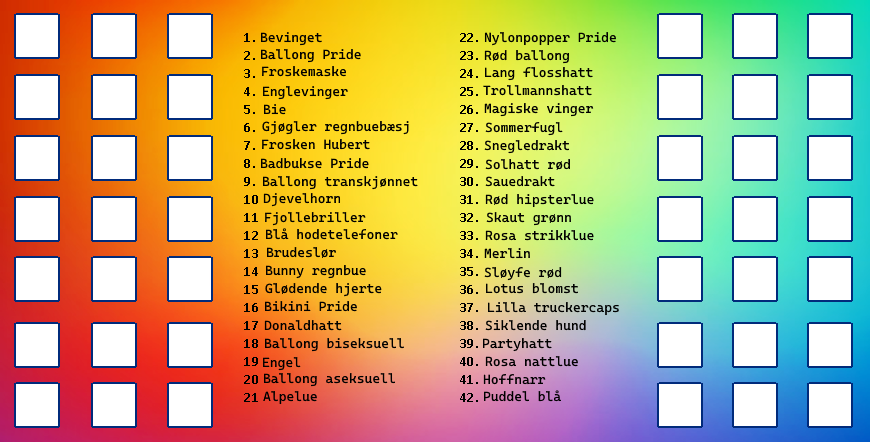 1. Bevinget
2. Ballong Pride
3. Froskemaske
4. Englevinger
5. Bie
6. Gjøgler regnbuebæsj
7. Frosken Hubert
8. Badbukse Pride
9. Ballong transkjønnet
10 Djevelhorn
11 Fjollebriller
12 Blå hodetelefoner
13 Brudeslør
14 Bunny regnbue
15 Glødende hjerte
16 Bikini Pride
17 Donaldhatt
18 Ballong biseksuell
19 Engel
20 Ballong aseksuell
21 Alpelue
22. Nylonpopper Pride
23. Rød ballong
24. Lang flosshatt
25. Trollmannshatt
26. Magiske vinger
27. Sommerfugl
28. Snegledrakt
29. Solhatt rød
30. Sauedrakt
31. Rød hipsterlue
32. Skaut grønn
33. Rosa strikklue
34. Merlin
35. Sløyfe rød
36. Lotus blomst
37. Lilla truckercaps
38. Siklende hund
39. Partyhatt
40. Rosa nattlue
41. Hoffnarr
42. Puddel blå